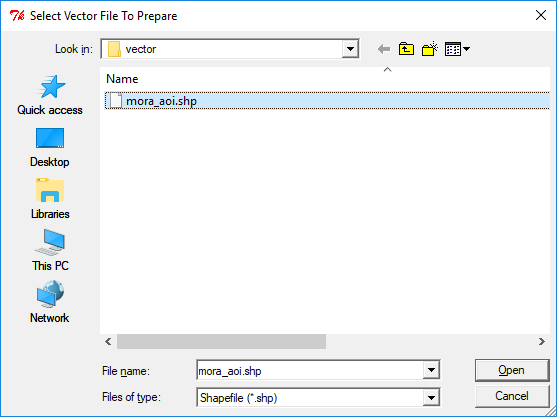 Select Vector File To Prepare
Look in: vector
Name
mora_aoi.shp
Quick access
Desktop
Libraries
This PC
Network
File name: mora_aoi.shp Open
Files of type: Shapefile (*.shp) Cancel